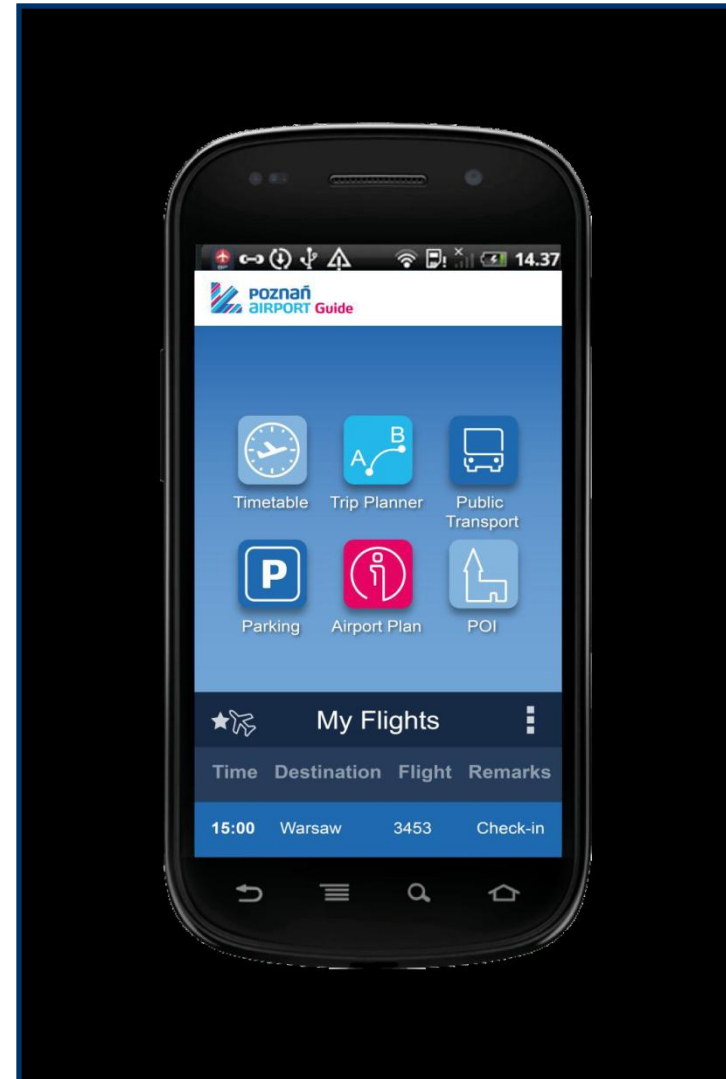 14.37
POZNAŃ
AIRPORT Guide
A B
Timetable
Trip Planner
Public
Transport
P
Parking
Airport Plan
POI
My Flights
Time Destination Flight Remarks
15:00 Warsaw 3453 Check-in